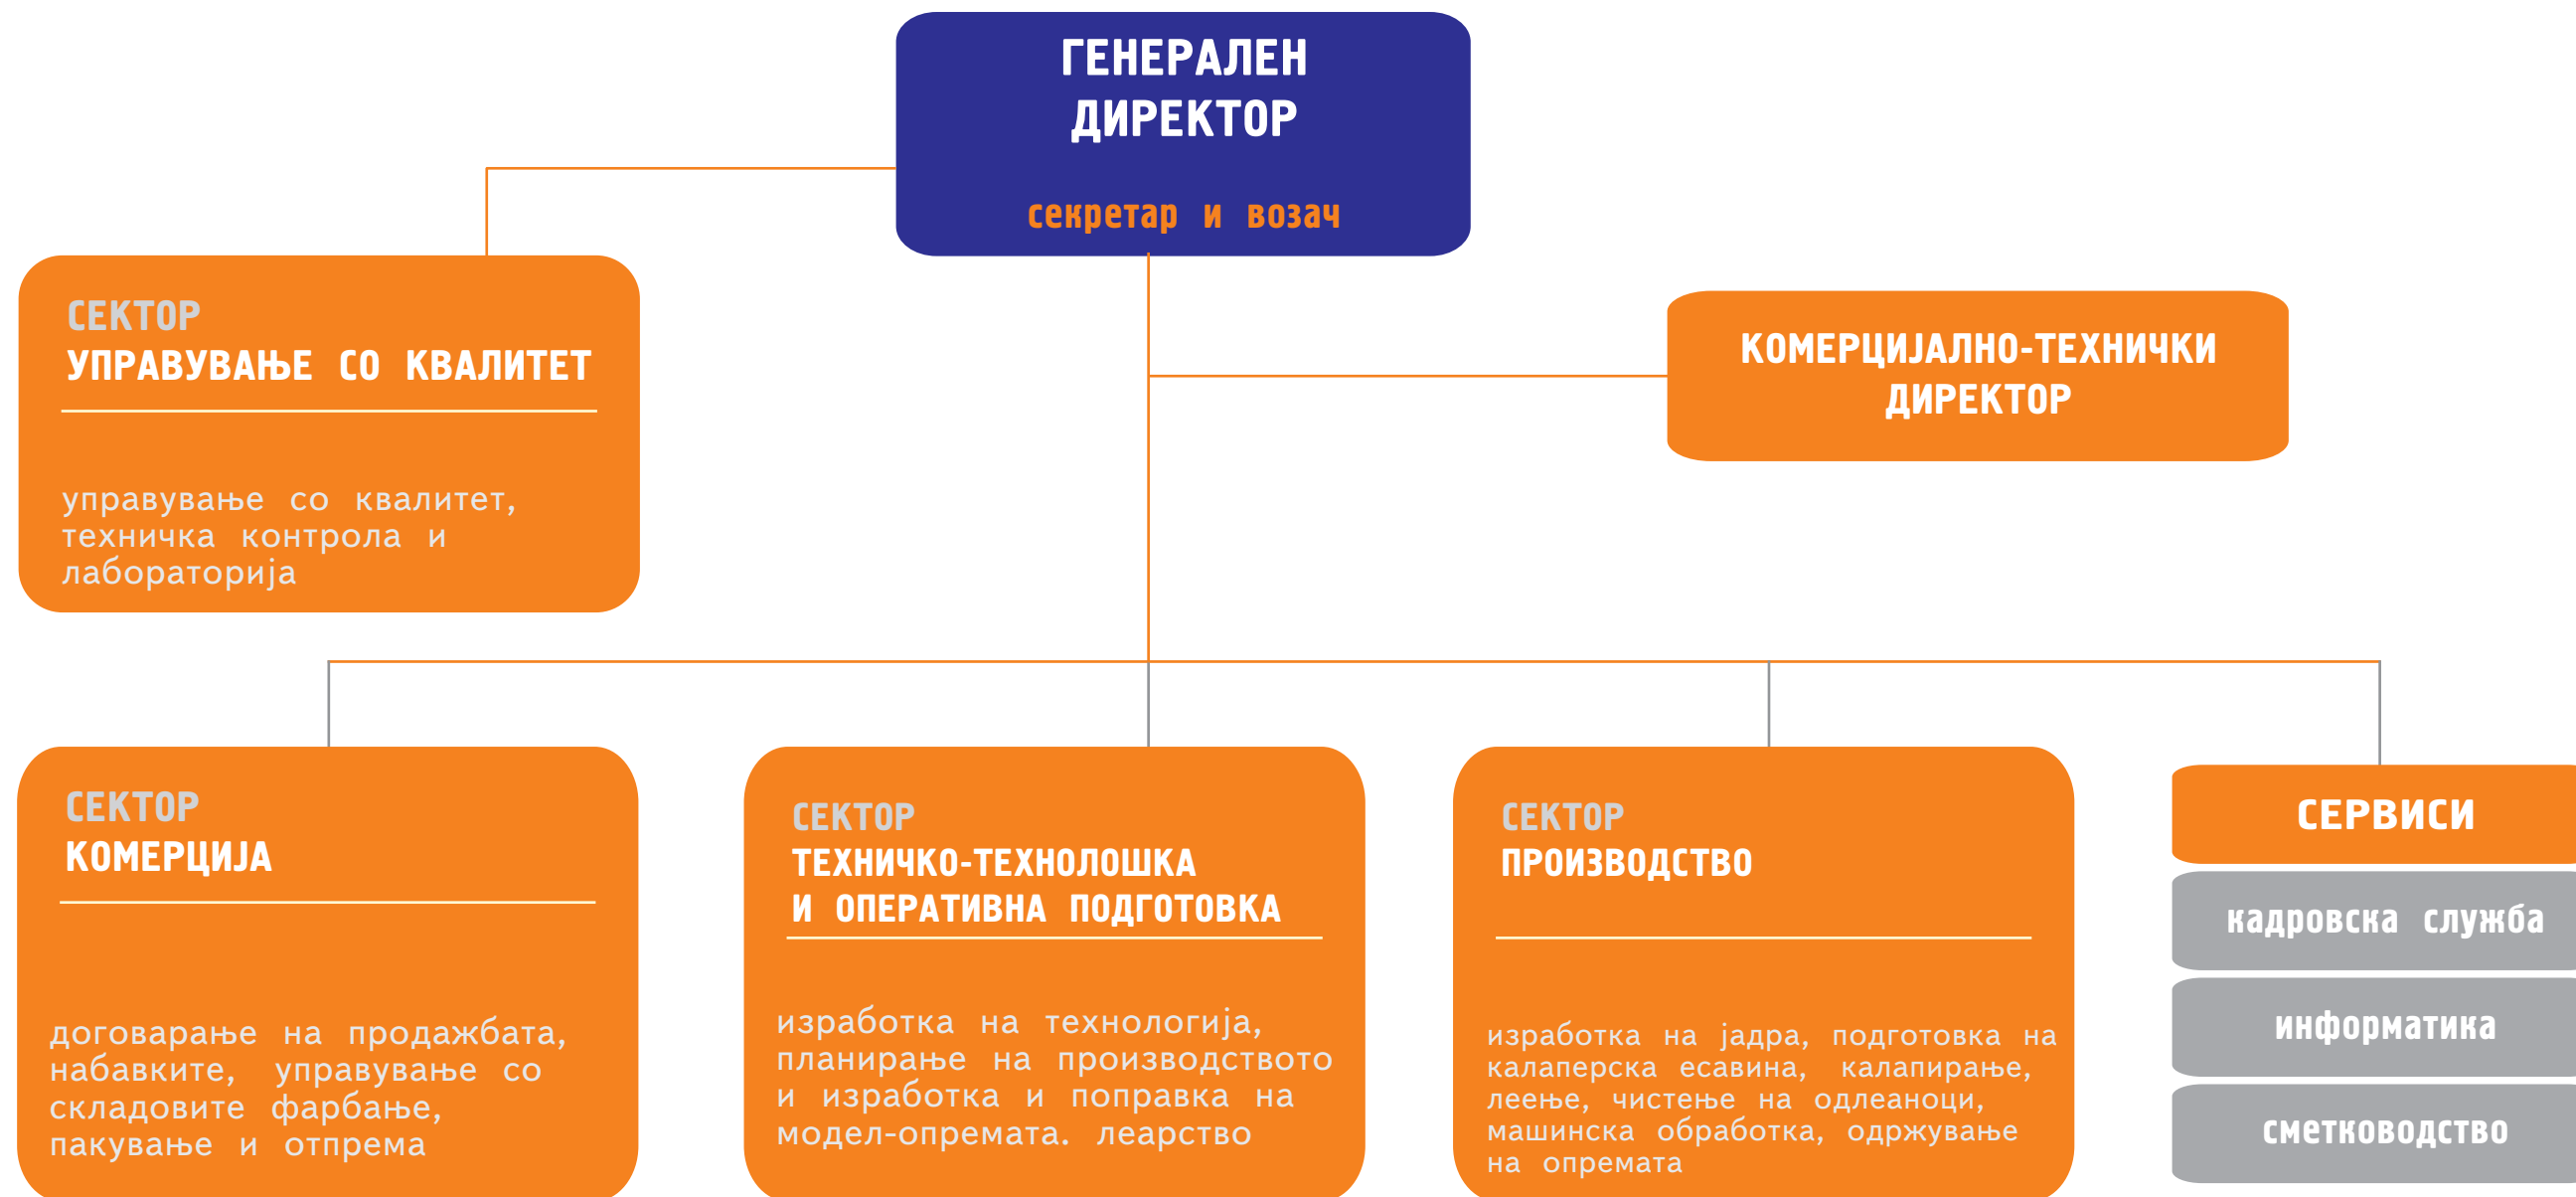 ГЕНЕРАЛЕН
ДИРЕКТОР
секретар и возач
СЕКТОР
УПРАВУВАЊЕ СО КВАЛИТЕТ
управување со квалитет,
техничка контрола и
лабораторија
КОМЕРЦИЈАЛНО-ТЕХНИЧКИ
ДИРЕКТОР
СЕКТОР
КОМЕРЦИЈА
договарање на продажбата,
набавките, управување со
складовите фарбање,
пакување и отпрема
СЕКТОР
ТЕХНИЧКО-ТЕХНОЛОШКА
И ОПЕРАТИВНА ПОДГОТОВКА
изработка на технологија,
планирање на производството
и изработка и поправка на
модел-опремата. леарство
СЕКТОР
ПРОИЗВОДСТВО
изработка на јадра, подготовка на
калаперска есавина, калапирање,
леење, чистење на одлеаноци,
машинска обработка, одржување
на опремата
СЕРВИСИ
кадровска служба
информатика
сметководство